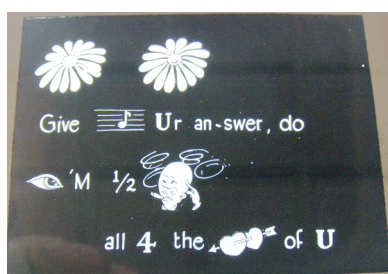 Give Ur an-swer, do
'M 1/2
all 4 the of U